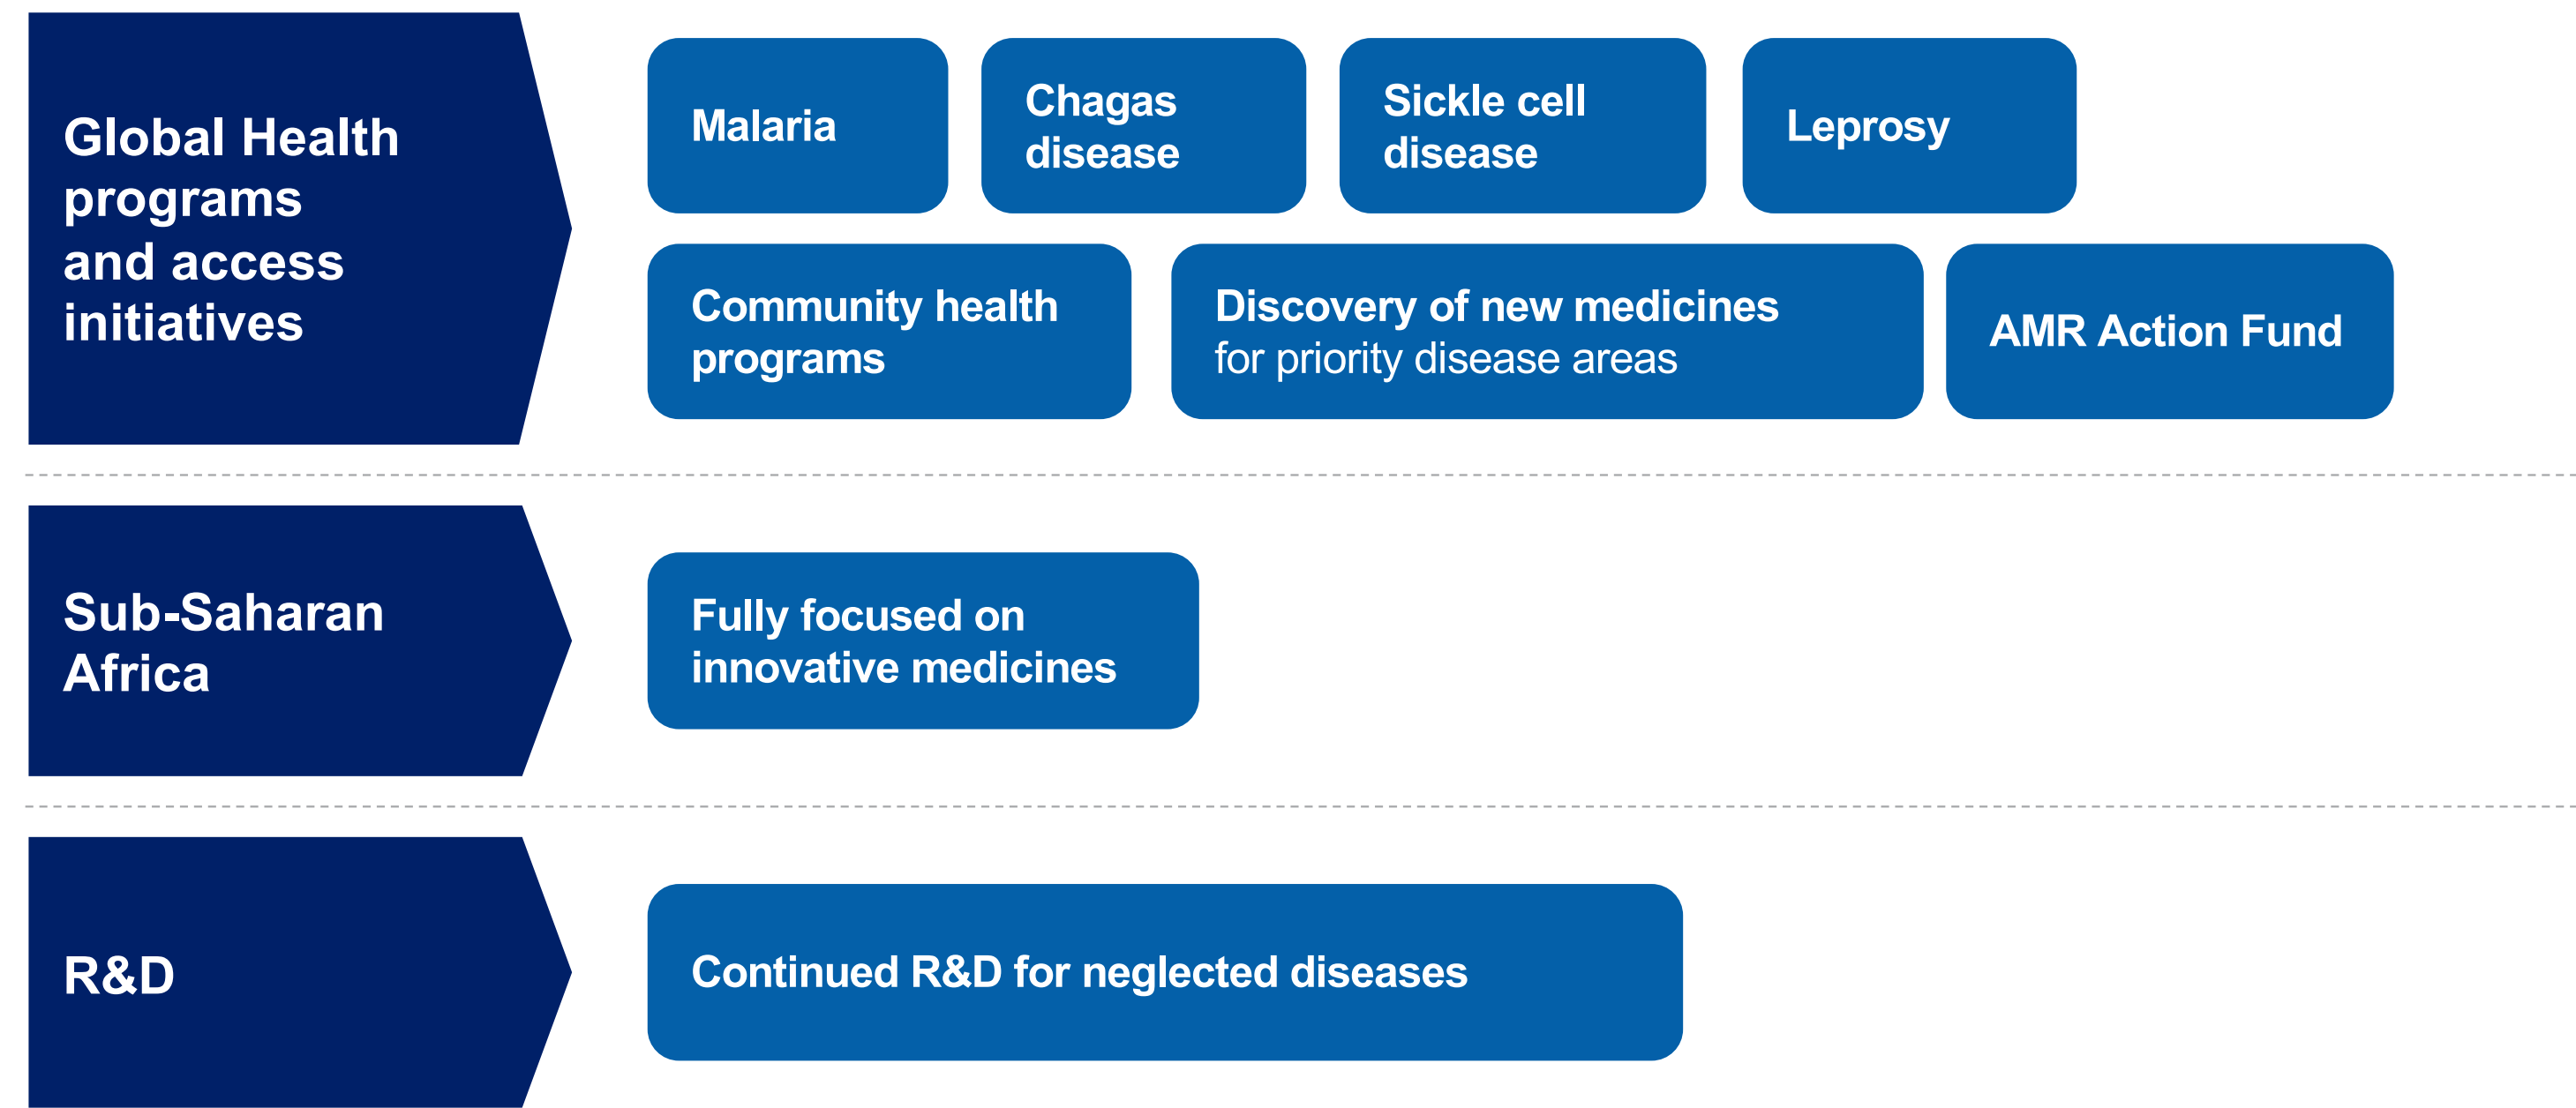 Global Health
programs
and access
initiatives
Malaria
Chagas
disease
Sickle cell
disease
Leprosy
Community health
programs
Discovery of new medicines
for priority disease areas
AMR Action Fund
Sub-Saharan
Africa
Fully focused on
innovative medicines
R&D
Continued R&D for neglected diseases